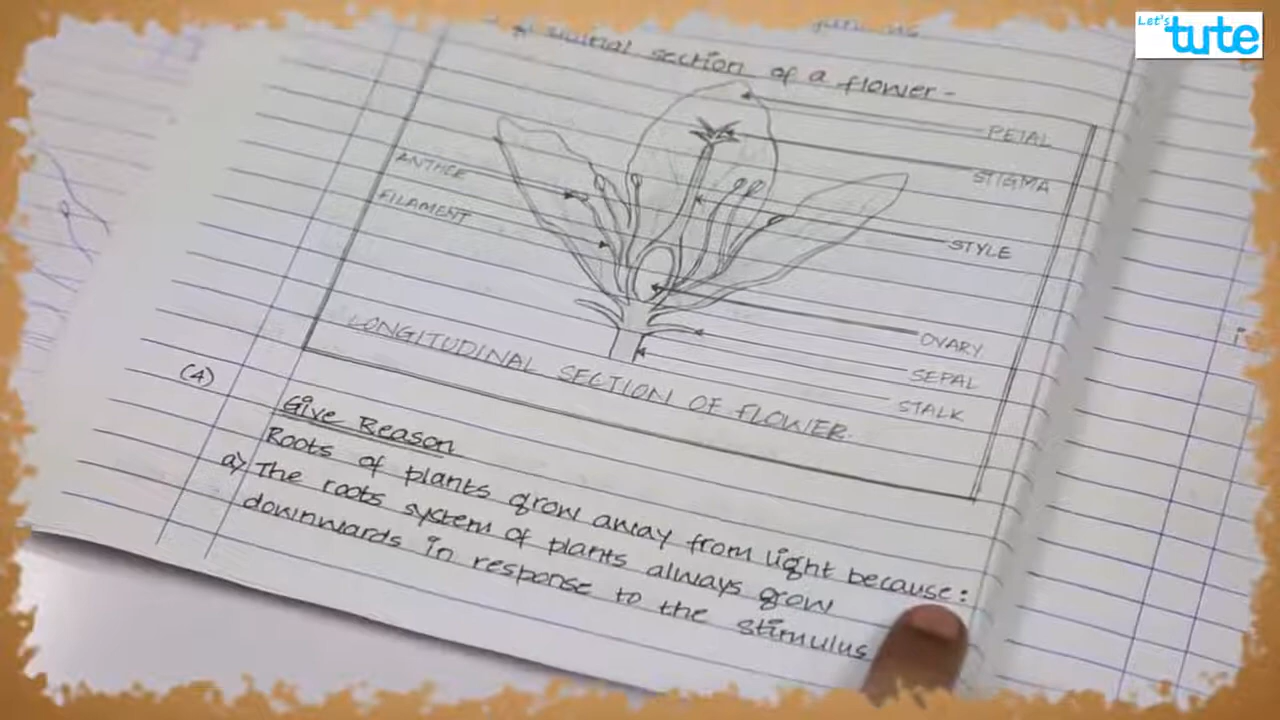 Let's tute
section of a flower -
PETAL
STIGMA
ANTHER
FILAMENT
STYLE
OVARY
SEPAL
STALK
LONGITUDINAL SECTION OF FLOWER.
(4) Give Reason
Roots of plants grow away from light because:
a) The roots system of plants always grow
downwards in response to the stimulus